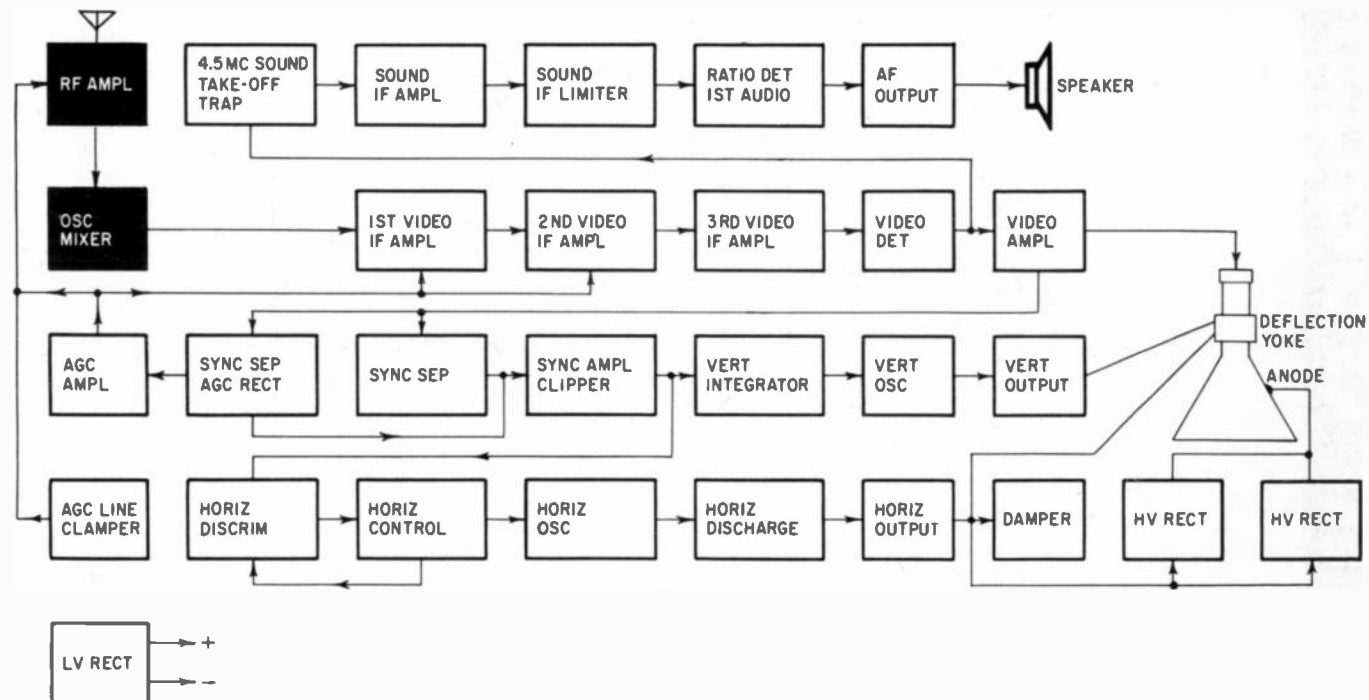 RF AMPL
4.5 MC SOUND
TAKE-OFF
TRAP
SOUND
IF AMPL
SOUND
IF LIMITER
RATIO DET
1ST AUDIO
AF
OUTPUT
SPEAKER
OSC
MIXER
1ST VIDEO
IF AMPL
2ND VIDEO
IF AMPL
3RD VIDEO
IF AMPL
VIDEO
DET
VIDEO
AMPL
DEFLECTION
YOKE
ANODE
AGC
AMPL
SYNC SEP
AGC RECT
SYNC SEP
SYNC AMPL
CLIPPER
VERT
INTEGRATOR
VERT
OSC
VERT
OUTPUT
AGC LINE
CLAMPER
HORIZ
DISCRIM
HORIZ
CONTROL
HORIZ
OSC
HORIZ
DISCHARGE
HORIZ
OUTPUT
DAMPER
HV RECT
HV RECT
LV RECT
+
-